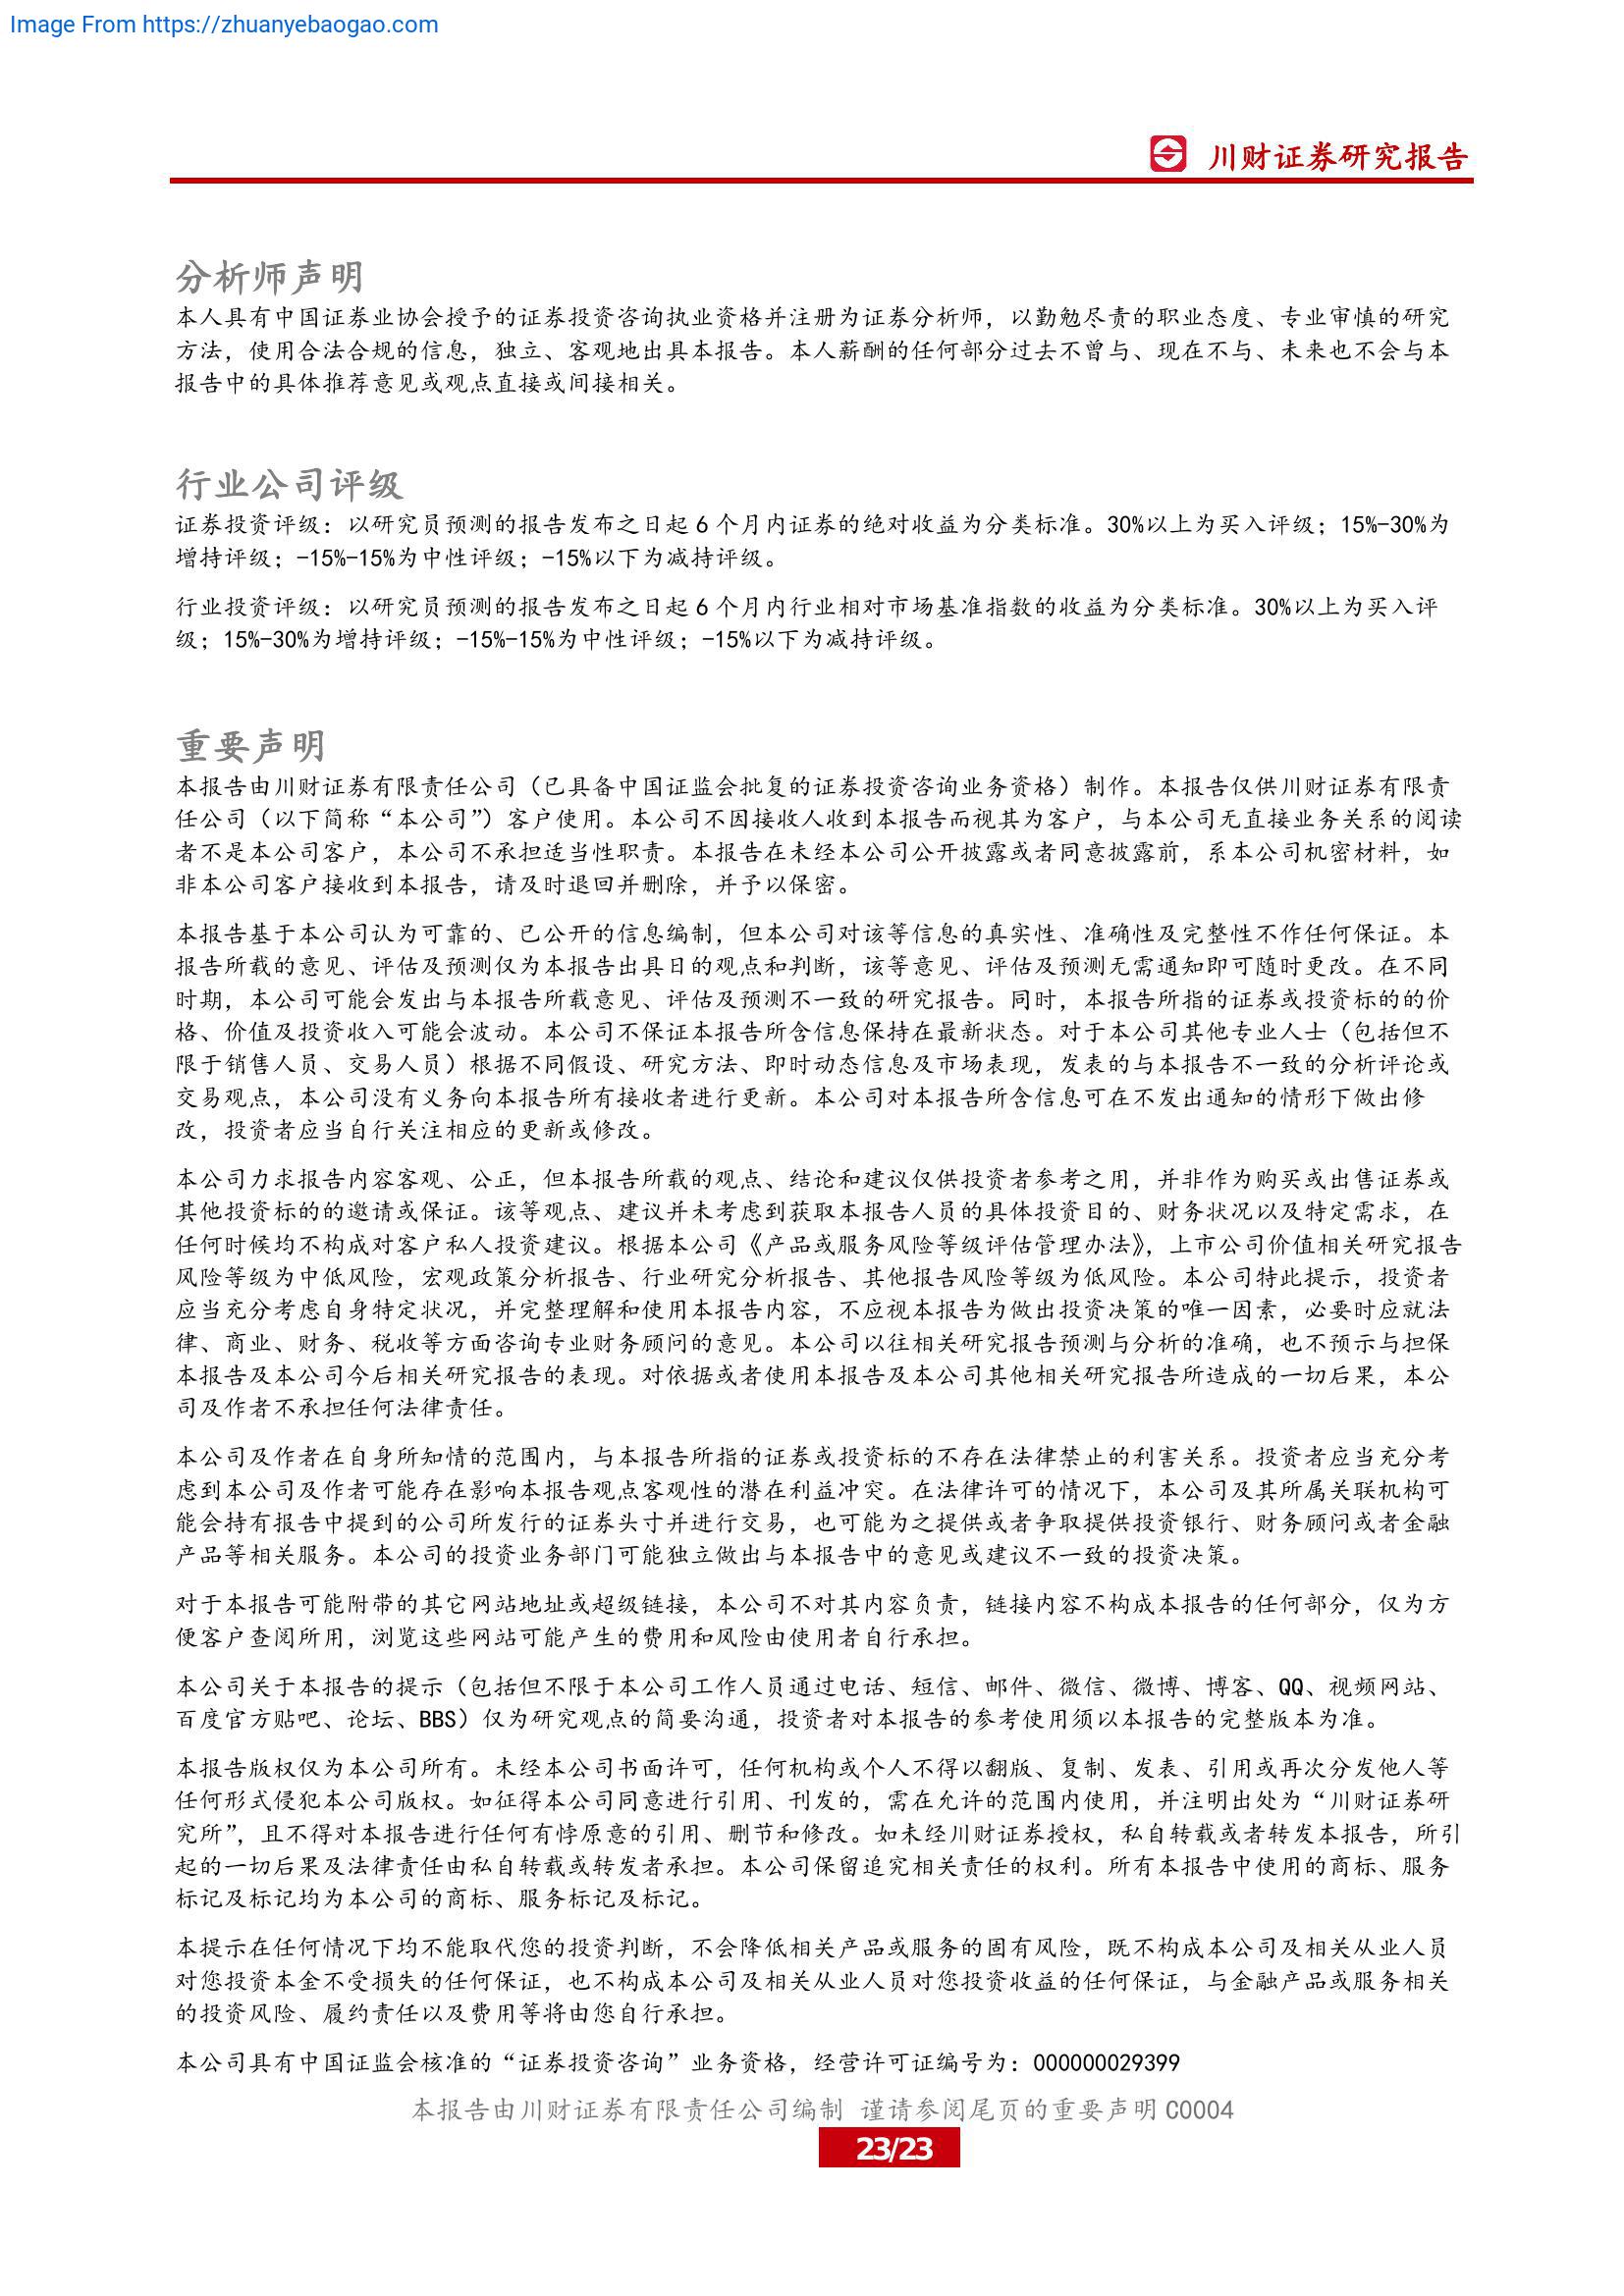 Image From https://zhuanyebaogao.com
川财证券研究报告
分析师声明
本人具有中国证券业协会授予的证券投资咨询执业资格并注册为证券分析师，以勤勉尽责的职业态度、专业审慎的研究
方法，使用合法合规的信息，独立、客观地出具本报告。本人薪酬的任何部分过去不曾与、现在不与、未来也不会与本
报告中的具体推荐意见或观点直接或间接相关。
行业公司评级
证券投资评级：以研究员预测的报告发布之日起 6 个月内证券的绝对收益为分类标准。30%以上为买入评级；15%-30%为
增持评级；-15%-15%为中性评级；-15%以下为减持评级。
行业投资评级：以研究员预测的报告发布之日起 6 个月内行业相对市场基准指数的收益为分类标准。30%以上为买入评
级；15%-30%为增持评级；-15%-15%为中性评级；-15%以下为减持评级。
重要声明
本报告由川财证券有限责任公司（已具备中国证监会批复的证券投资咨询业务资格）制作。本报告仅供川财证券有限责
任公司（以下简称“本公司”）客户使用。本公司不因接收人收到本报告而视其为客户，与本公司无直接业务关系的阅读
者不是本公司客户，本公司不承担适当性职责。本报告在未经本公司公开披露或者同意披露前，系本公司机密材料，如
非本公司客户接收到本报告，请及时退回并删除，并予以保密。
本报告基于本公司认为可靠的、已公开的信息编制，但本公司对该等信息的真实性、准确性及完整性不作任何保证。本
报告所载的意见、评估及预测仅为本报告出具日的观点和判断，该等意见、评估及预测无需通知即可随时更改。在不同
时期，本公司可能会发出与本报告所载意见、评估及预测不一致的研究报告。同时，本报告所指的证券或投资标的的价
格、价值及投资收入可能会波动。本公司不保证本报告所含信息保持在最新状态。对于本公司其他专业人士（包括但不
限于销售人员、交易人员）根据不同假设、研究方法、即时动态信息及市场表现，发表的与本报告不一致的分析评论或
交易观点，本公司没有义务向本报告所有接收者进行更新。本公司对本报告所含信息可在不发出通知的情形下做出修
改，投资者应当自行关注相应的更新或修改。
本公司力求报告内容客观、公正，但本报告所载的观点、结论和建议仅供投资者参考之用，并非作为购买或出售证券或
其他投资标的的邀请或保证。该等观点、建议并未考虑到获取本报告人员的具体投资目的、财务状况以及特定需求，在
任何时候均不构成对客户私人投资建议。根据本公司《产品或服务风险等级评估管理办法》，上市公司价值相关研究报告
风险等级为中低风险，宏观政策分析报告、行业研究分析报告、其他报告风险等级为低风险。本公司特此提示，投资者
应当充分考虑自身特定状况，并完整理解和使用本报告内容，不应视本报告为做出投资决策的唯一因素，必要时应就法
律、商业、财务、税收等方面咨询专业财务顾问的意见。本公司以往相关研究报告预测与分析的准确，也不预示与担保
本报告及本公司今后相关研究报告的表现。对依据或者使用本报告及本公司其他相关研究报告所造成的一切后果，本公
司及作者不承担任何法律责任。
本公司及作者在自身所知情的范围内，与本报告所指的证券或投资标的不存在法律禁止的利害关系。投资者应当充分考
虑到本公司及作者可能存在影响本报告观点客观性的潜在利益冲突。在法律许可的情况下，本公司及其所属关联机构可
能会持有报告中提到的公司所发行的证券头寸并进行交易，也可能为之提供或者争取提供投资银行、财务顾问或者金融
产品等相关服务。本公司的投资业务部门可能独立做出与本报告中的意见或建议不一致的投资决策。
对于本报告可能附带的其它网站地址或超级链接，本公司不对其内容负责，链接内容不构成本报告的任何部分，仅为方
便客户查阅所用，浏览这些网站可能产生的费用和风险由使用者自行承担。
本公司关于本报告的提示（包括但不限于本公司工作人员通过电话、短信、邮件、微信、微博、博客、QQ、视频网站、
百度官方贴吧、论坛、BBS）仅为研究观点的简要沟通，投资者对本报告的参考使用须以本报告的完整版本为准。
本报告版权仅为本公司所有。未经本公司书面许可，任何机构或个人不得以翻版、复制、发表、引用或再次分发他人等
任何形式侵犯本公司版权。如征得本公司同意进行引用、刊发的，需在允许的范围内使用，并注明出处为“川财证券研
究所”，且不得对本报告进行任何有悖原意的引用、删节和修改。如未经川财证券授权，私自转载或者转发本报告，所引
起的一切后果及法律责任由私自转载或转发者承担。本公司保留追究相关责任的权利。所有本报告中使用的商标、服务
标记及标记均为本公司的商标、服务标记及标记。
本提示在任何情况下均不能取代您的投资判断，不会降低相关产品或服务的固有风险，既不构成本公司及相关从业人员
对您投资本金不受损失的任何保证，也不构成本公司及相关从业人员对您投资收益的任何保证，与金融产品或服务相关
的投资风险、履约责任以及费用等将由您自行承担。
本公司具有中国证监会核准的“证券投资咨询”业务资格，经营许可证编号为：000000029399
本报告由川财证券有限责任公司编制 谨请参阅尾页的重要声明 C0004
23/23